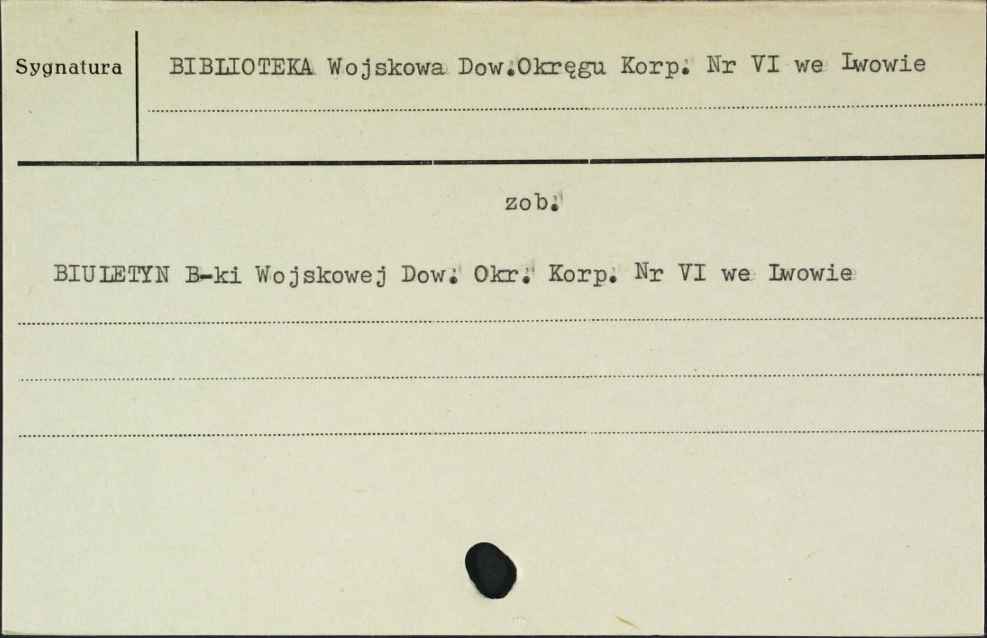 Sygnatura
BIBLIOTEKA Wojskowa Dow.Okręgu Korp. Nr VI we Lwowie
zob.
BIULETYN B-ki Wojskowej Dow. Okr. Korp. Nr VI we Lwowie